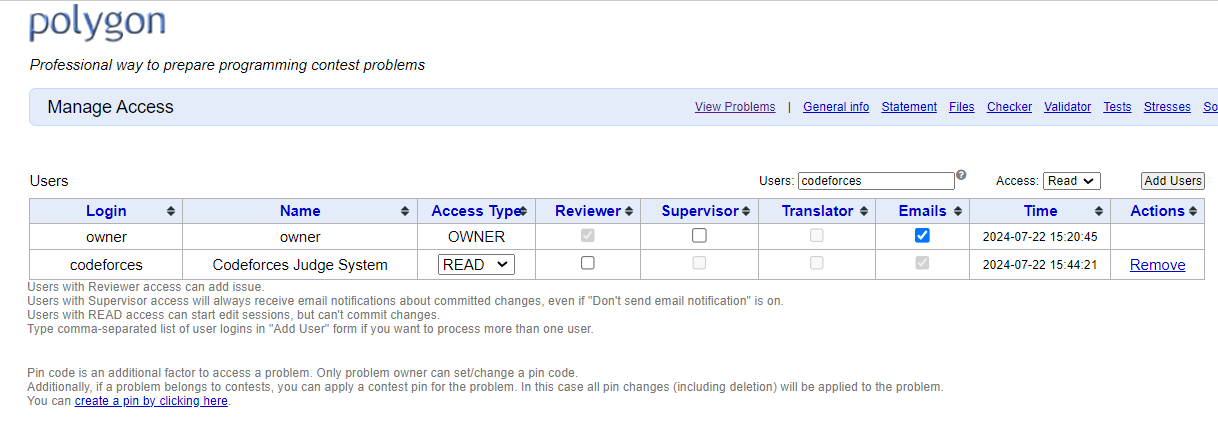 polygon
Professional way to prepare programming contest problems
Manage Access View Problems | General info Statement Files Checker Validator Tests Stresses So
Users Users: codeforces ? Access: Read Add Users
Login Name Access Type Reviewer Supervisor Translator Emails Time Actions
owner owner OWNER 2024-07-22 15:20:45
codeforces Codeforces Judge System READ 2024-07-22 15:44:21 Remove
Users with Reviewer access can add issue.
Users with Supervisor access will always receive email notifications about committed changes, even if "Don't send email notification" is on.
Users with READ access can start edit sessions, but can't commit changes.
Type comma-separated list of user logins in "Add User" form if you want to process more than one user.
Pin code is an additional factor to access a problem. Only problem owner can set/change a pin code.
Additionally, if a problem belongs to contests, you can apply a contest pin for the problem. In this case all pin changes (including deletion) will be applied to the problem.
You can create a pin by clicking here.